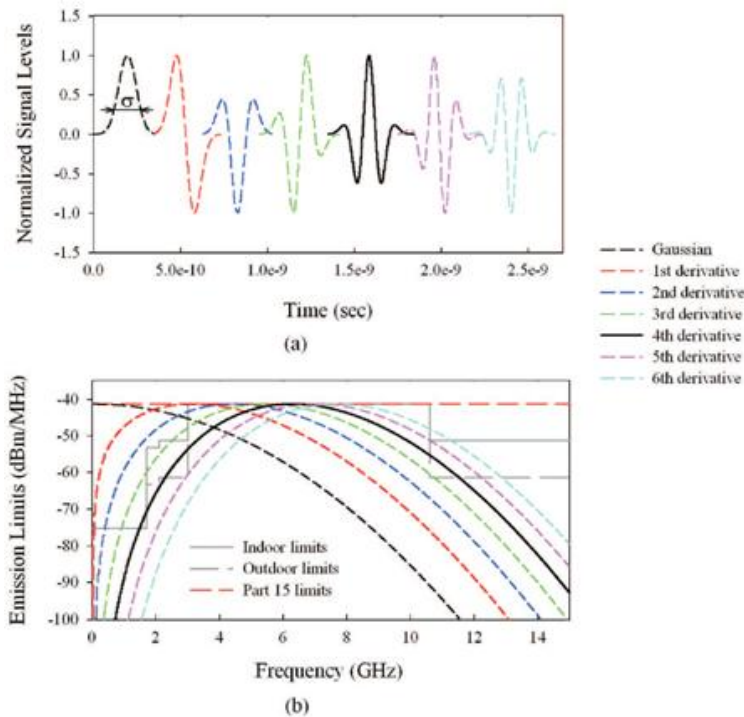 Normalized Signal Levels
1.5
1.0
0.5
0.0
-0.5
-1.0
-1.5
σ
0.0 5.0e-10 1.0e-9 1.5e-9 2.0e-9 2.5e-9
Time (sec)
(a)
Gaussian
1st derivative
2nd derivative
3rd derivative
4th derivative
5th derivative
6th derivative
Emission Limits (dBm/MHz)
-40
-50
-60
-70
-80
-90
-100
Indoor limits
Outdoor limits
Part 15 limits
0 2 4 6 8 10 12 14
Frequency (GHz)
(b)